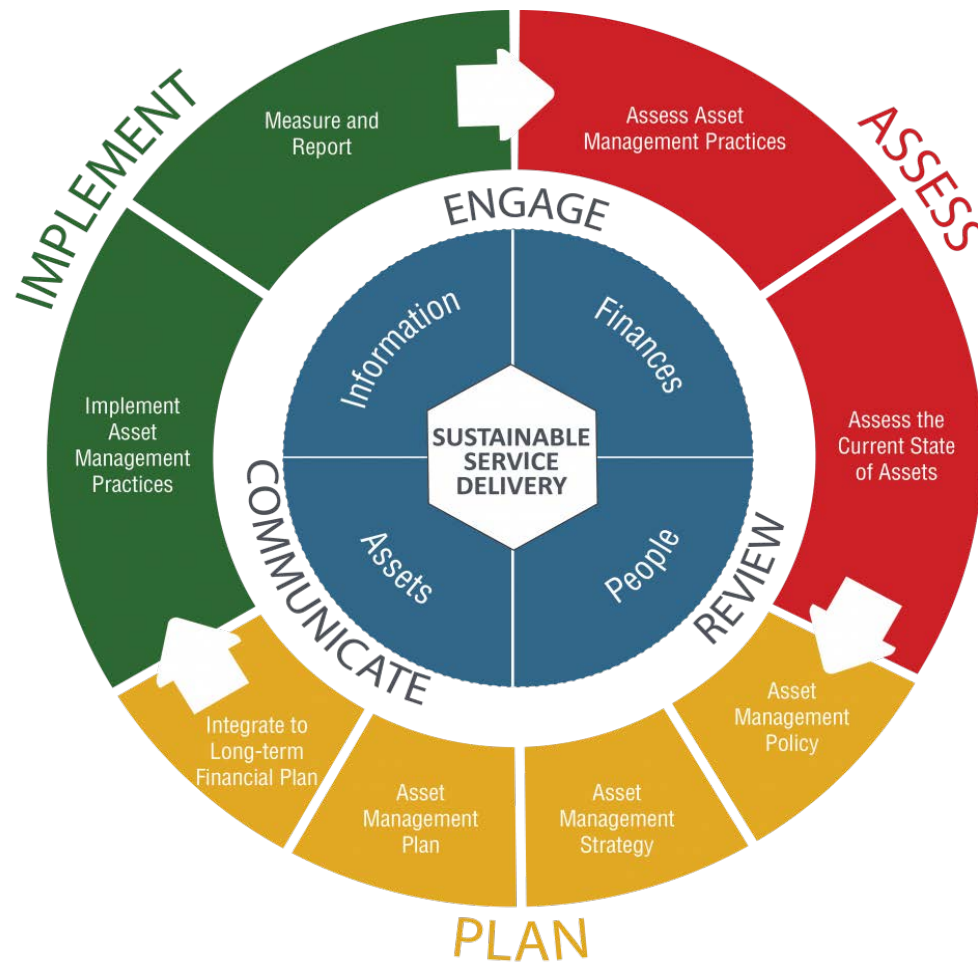 IMPLEMENT
Measure and
Report
Assess Asset
Management Practices
ASSESS
ENGAGE
Information
Finances
Implement
Asset
Management
Practices
SUSTAINABLE
SERVICE
DELIVERY
Assess the
Current State
of Assets
COMMUNICATE
Assets
People
REVIEW
Integrate to
Long-term
Financial Plan
Asset
Management
Plan
Asset
Management
Strategy
Asset
Management
Policy
PLAN